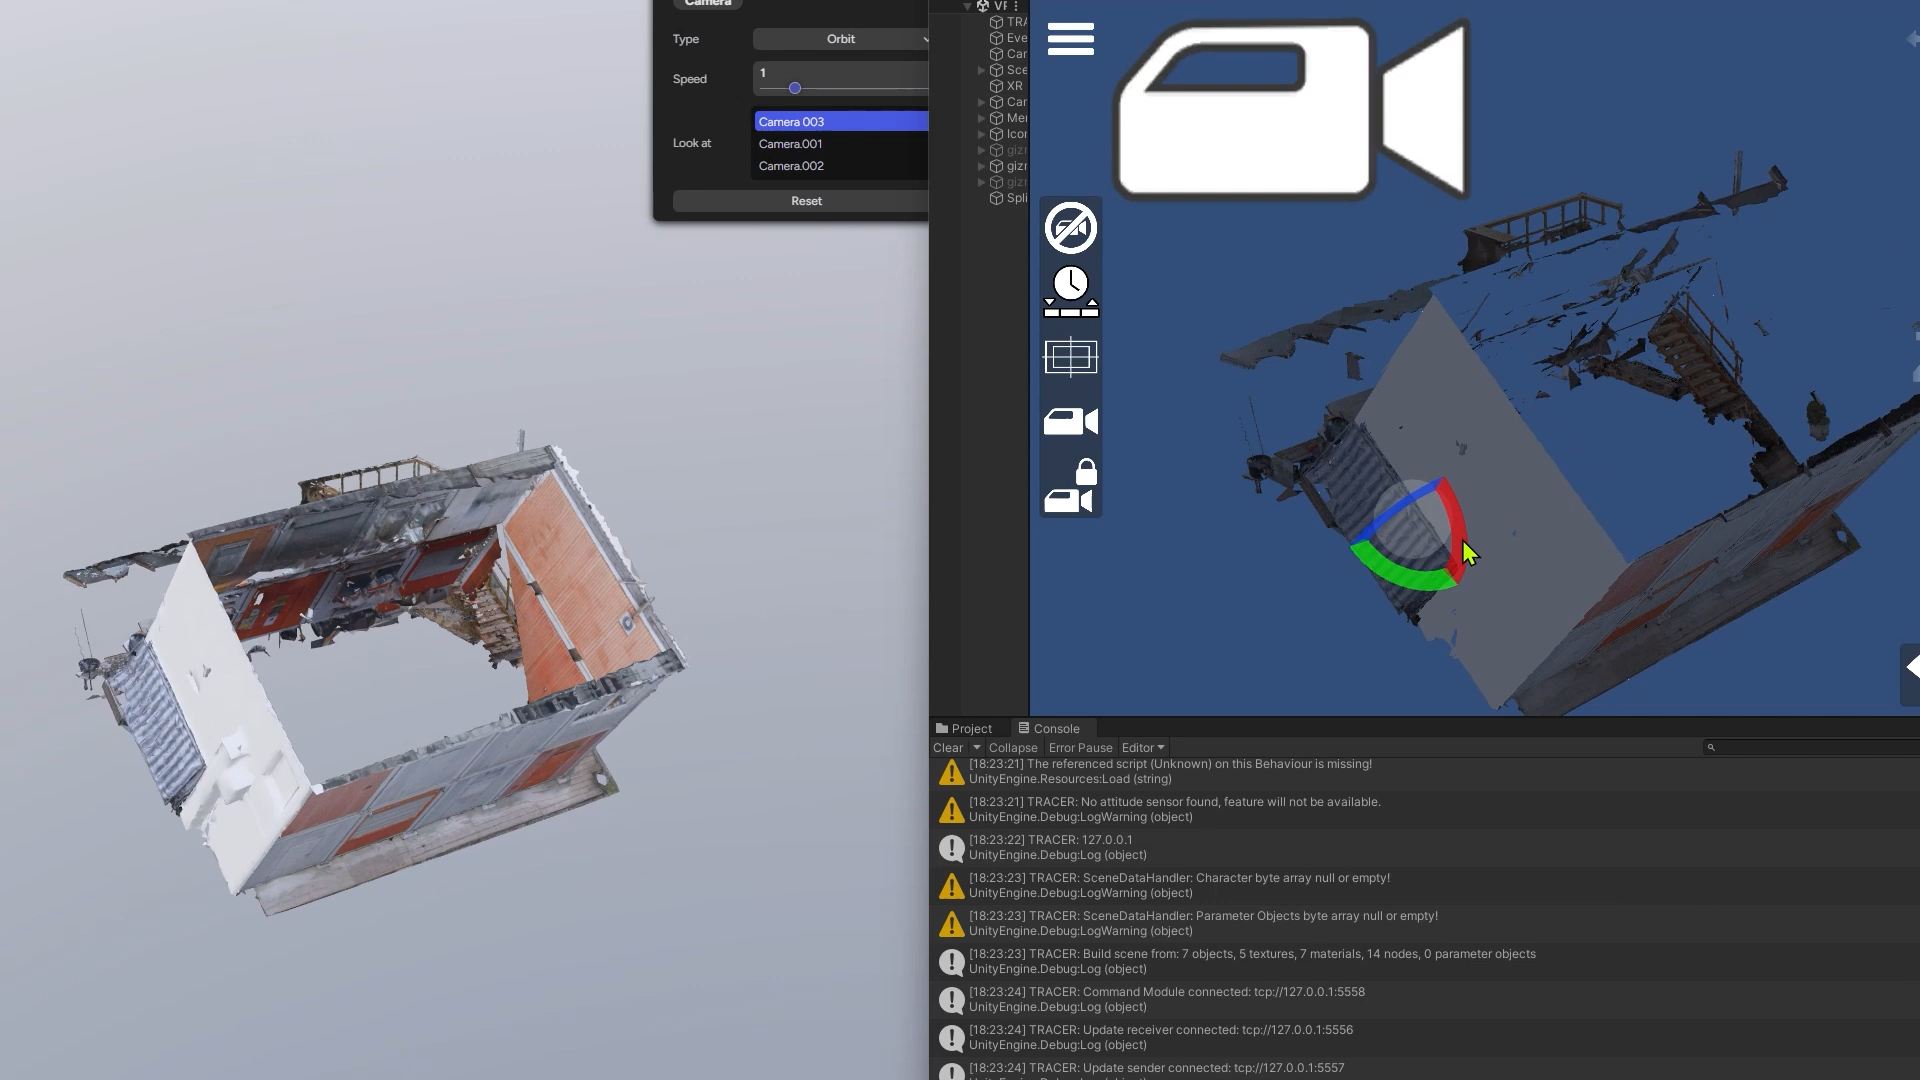 Camera
Type
Orbit
Speed
1
Look at
Camera 003
Camera.001
Camera.002
Reset
TRA
Eve
Car
Sce
XR
Car
Mer
Icor
gizr
gizr
gizr
Spli
Project
Console
Clear
Collapse
Error Pause
Editor
[18:23:21] The referenced script (Unknown) on this Behaviour is missing!
UnityEngine.Resources:Load (string)
[18:23:21] TRACER: No attitude sensor found, feature will not be available.
UnityEngine.Debug:LogWarning (object)
[18:23:22] TRACER: 127.0.0.1
UnityEngine.Debug:Log (object)
[18:23:23] TRACER: SceneDataHandler: Character byte array null or empty!
UnityEngine.Debug:LogWarning (object)
[18:23:23] TRACER: SceneDataHandler: Parameter Objects byte array null or empty!
UnityEngine.Debug:LogWarning (object)
[18:23:23] TRACER: Build scene from: 7 objects, 5 textures, 7 materials, 14 nodes, 0 parameter objects
UnityEngine.Debug:Log (object)
[18:23:24] TRACER: Command Module connected: tcp://127.0.0.1:5558
UnityEngine.Debug:Log (object)
[18:23:24] TRACER: Update receiver connected: tcp://127.0.0.1:5556
UnityEngine.Debug:Log (object)
[18:23:24] TRACER: Update sender connected: tcp://127.0.0.1:5557